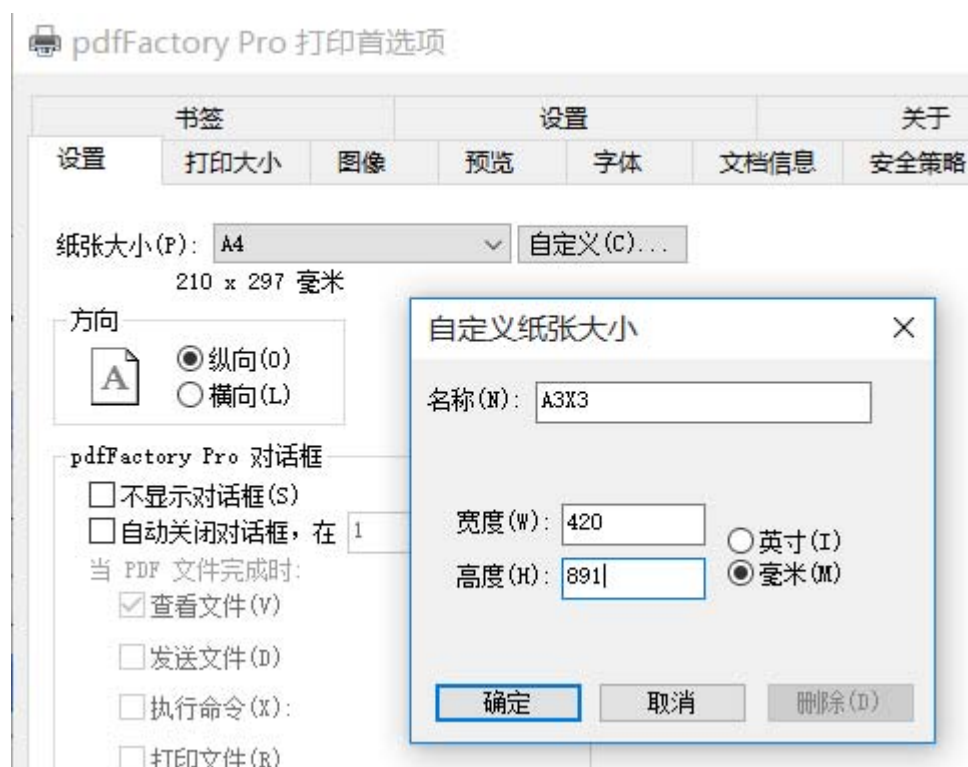 pdfFactory Pro 打印首选项
书签 设置 关于
设置 打印大小 图像 预览 字体 文档信息 安全策略
纸张大小(P): A4 自定义(C)...
210 x 297 毫米
方向
A
纵向(O)
横向(L)
pdfFactory Pro 对话框
不显示对话框(S)
自动关闭对话框，在 1
当 PDF 文件完成时:
查看文件(V)
发送文件(D)
执行命令(X):
打印文件(R)
自定义纸张大小
名称(N): A3X3
宽度(W): 420
高度(H): 891
英寸(I)
毫米(M)
确定 取消 删除(D)